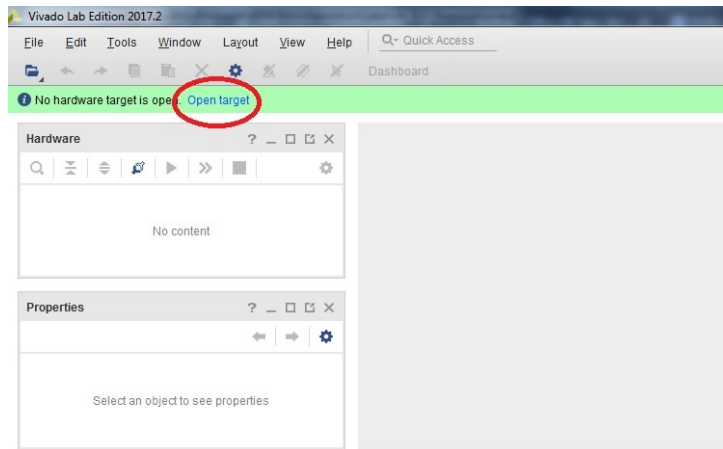 Vivado Lab Edition 2017.2
File Edit Tools Window Layout View Help Quick Access
Dashboard
No hardware target is open. Open target
Hardware
No content
Properties
Select an object to see properties